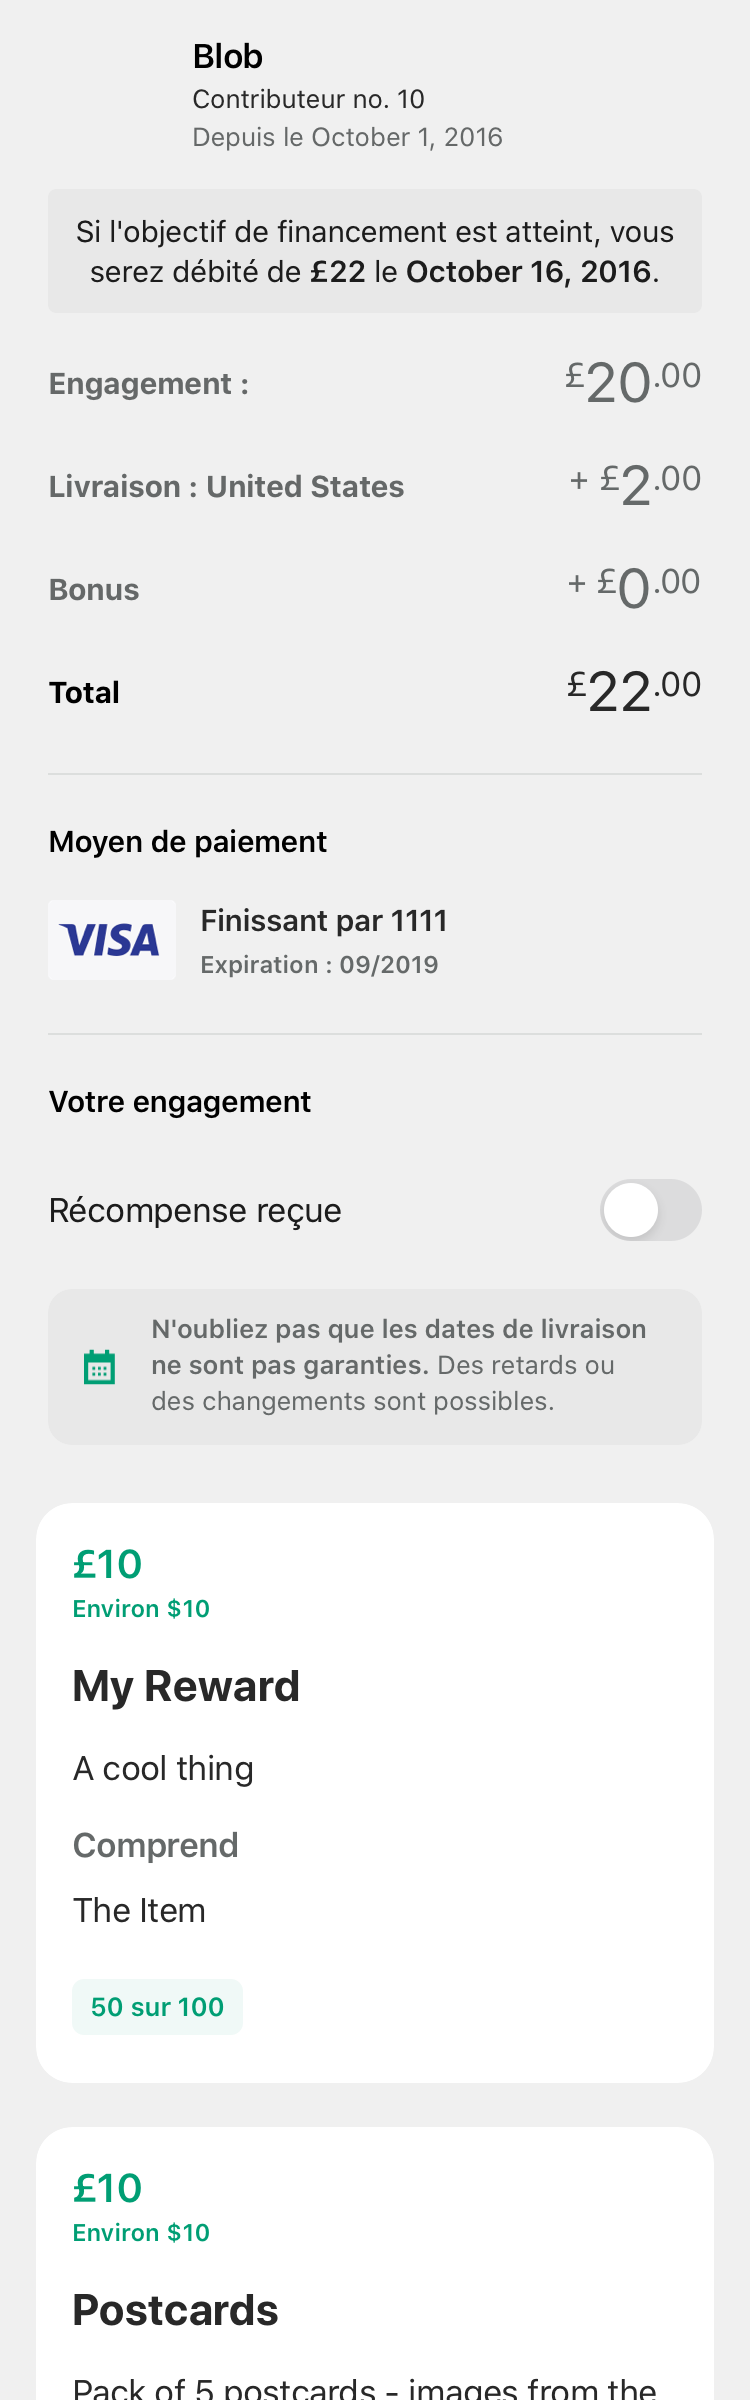 Blob
Contributeur no. 10
Depuis le October 1, 2016
Si l'objectif de financement est atteint, vous
serez débité de £22 le October 16, 2016.
Engagement : £20.00
Livraison : United States + £2.00
Bonus + £0.00
Total £22.00
Moyen de paiement
VISA
Finissant par 1111
Expiration : 09/2019
Votre engagement
Récompense reçue
N'oubliez pas que les dates de livraison
ne sont pas garanties. Des retards ou
des changements sont possibles.
£10
Environ $10
My Reward
A cool thing
Comprend
The Item
50 sur 100
£10
Environ $10
Postcards
Pack of 5 postcards - images from the